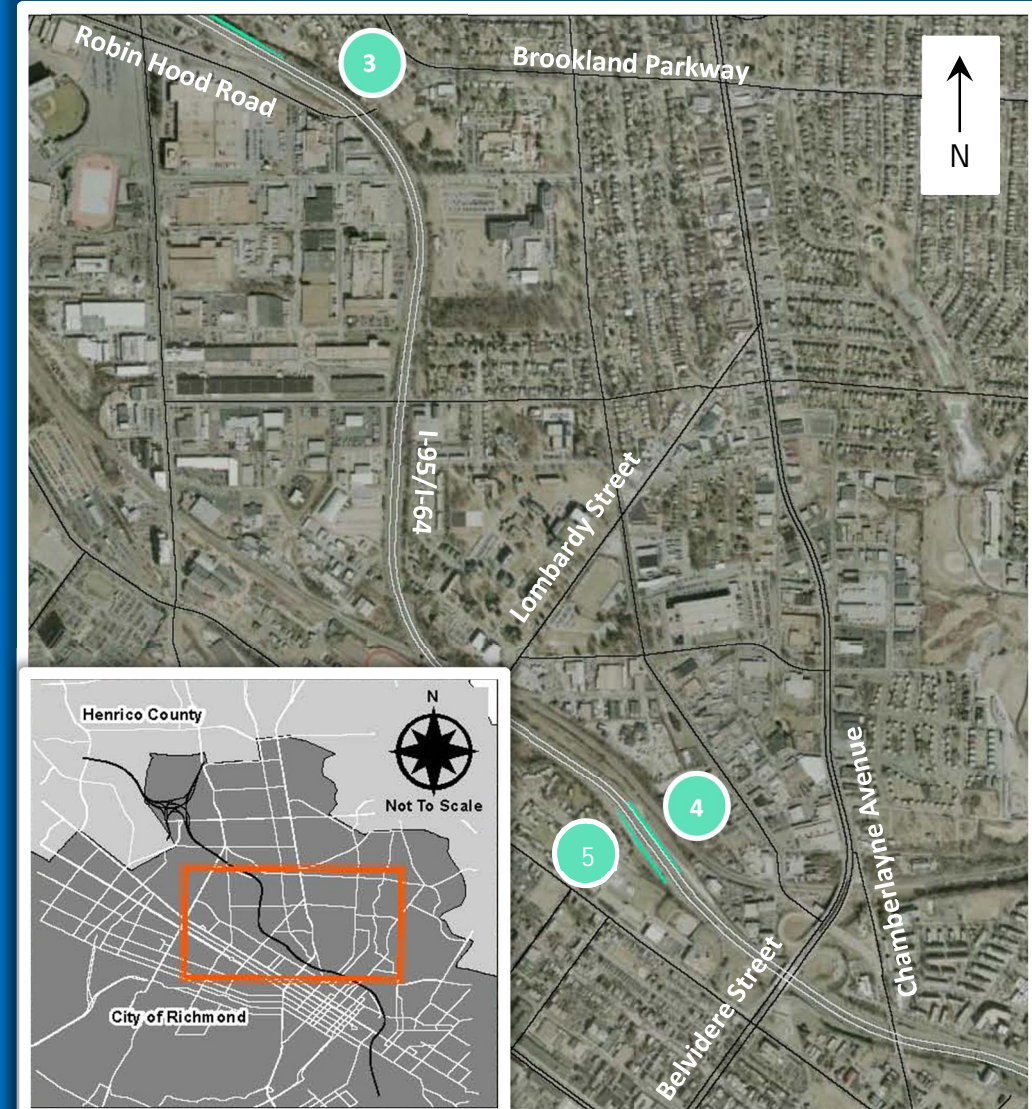 Robin Hood Road
3
Brookland Parkway
N
I-95/I-64
Lombardy Street
4
5
Chamberlayne Avenue
Belvidere Street
Henrico County
N
Not To Scale
City of Richmond